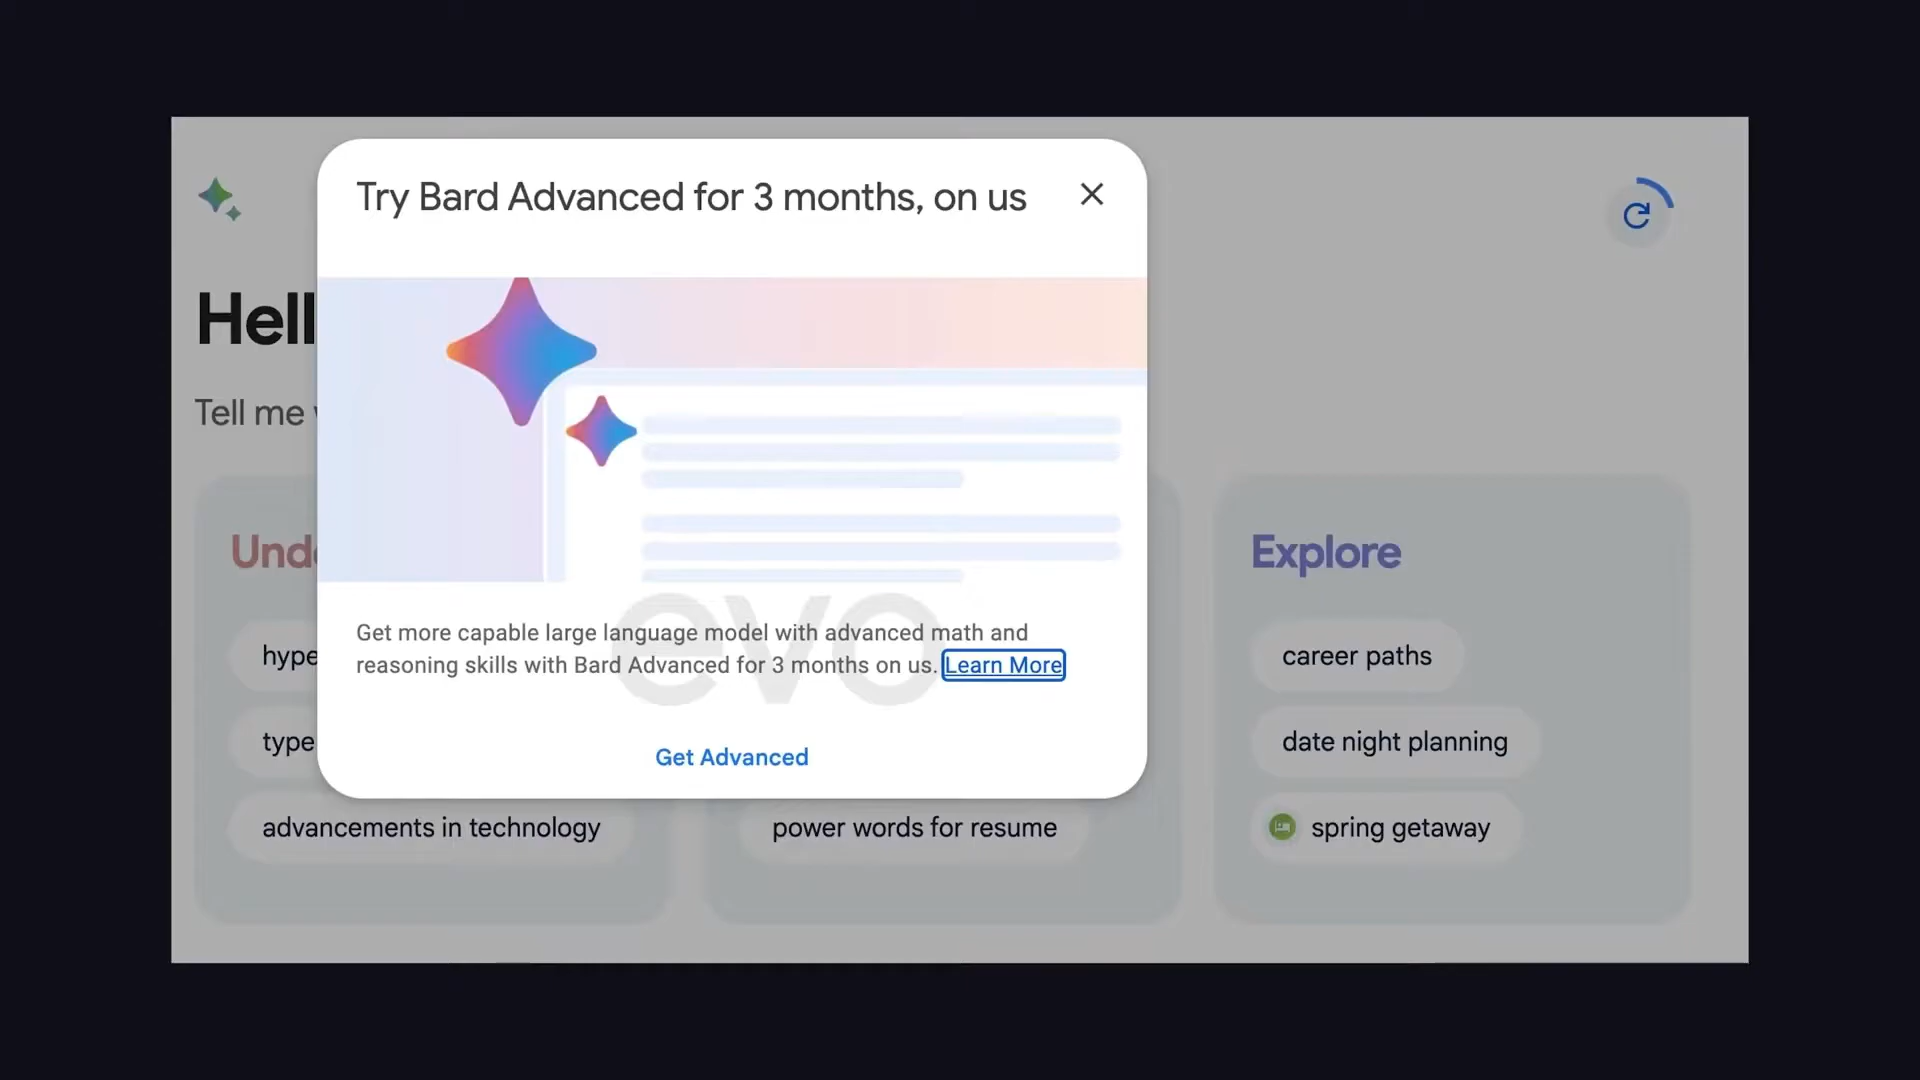 Try Bard Advanced for 3 months, on us
Hell
Tell me
Unde
hype
type
advancements in technology
power words for resume
Explore
career paths
date night planning
spring getaway
evo
Get more capable large language model with advanced math and
reasoning skills with Bard Advanced for 3 months on us. Learn More
Get Advanced